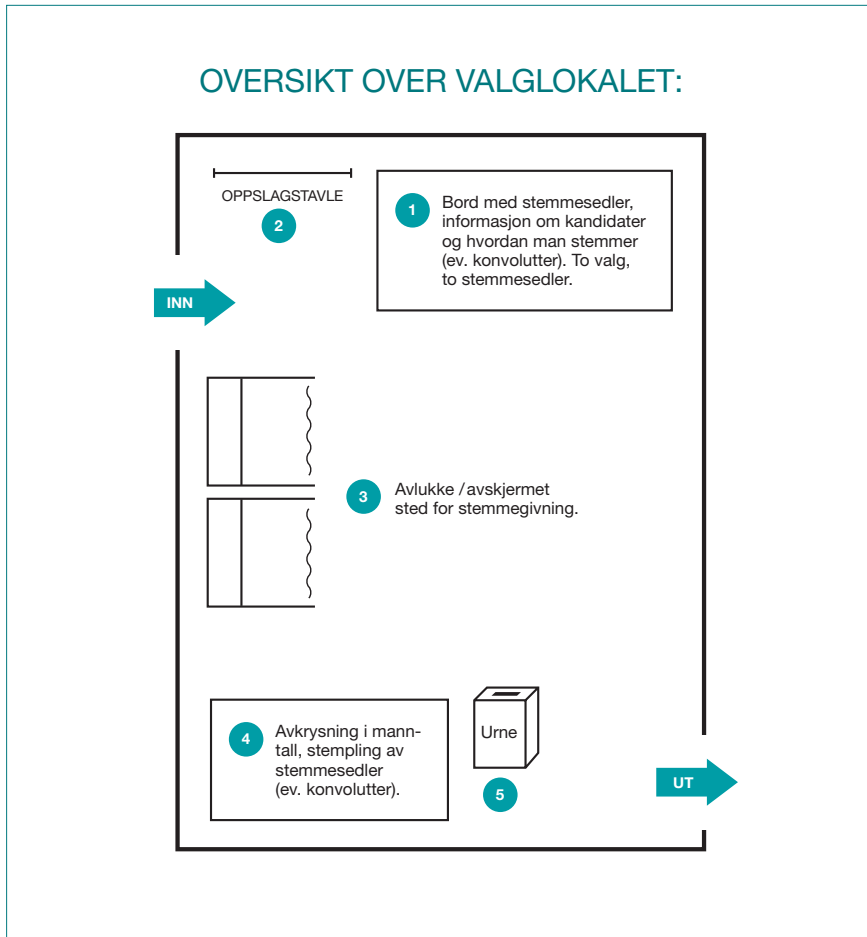 OVERSIKT OVER VALGLOKALET:
OPPSLAGSTAVLE
2
1
Bord med stemmesedler,
informasjon om kandidater
og hvordan man stemmer
(ev. konvolutter). To valg,
to stemmesedler.
INN
3
Avlukke / avskjermet
sted for stemmegivning.
4
Avkrysning i mann-
tall, stempling av
stemmesedler
(ev. konvolutter).
Urne
5
UT